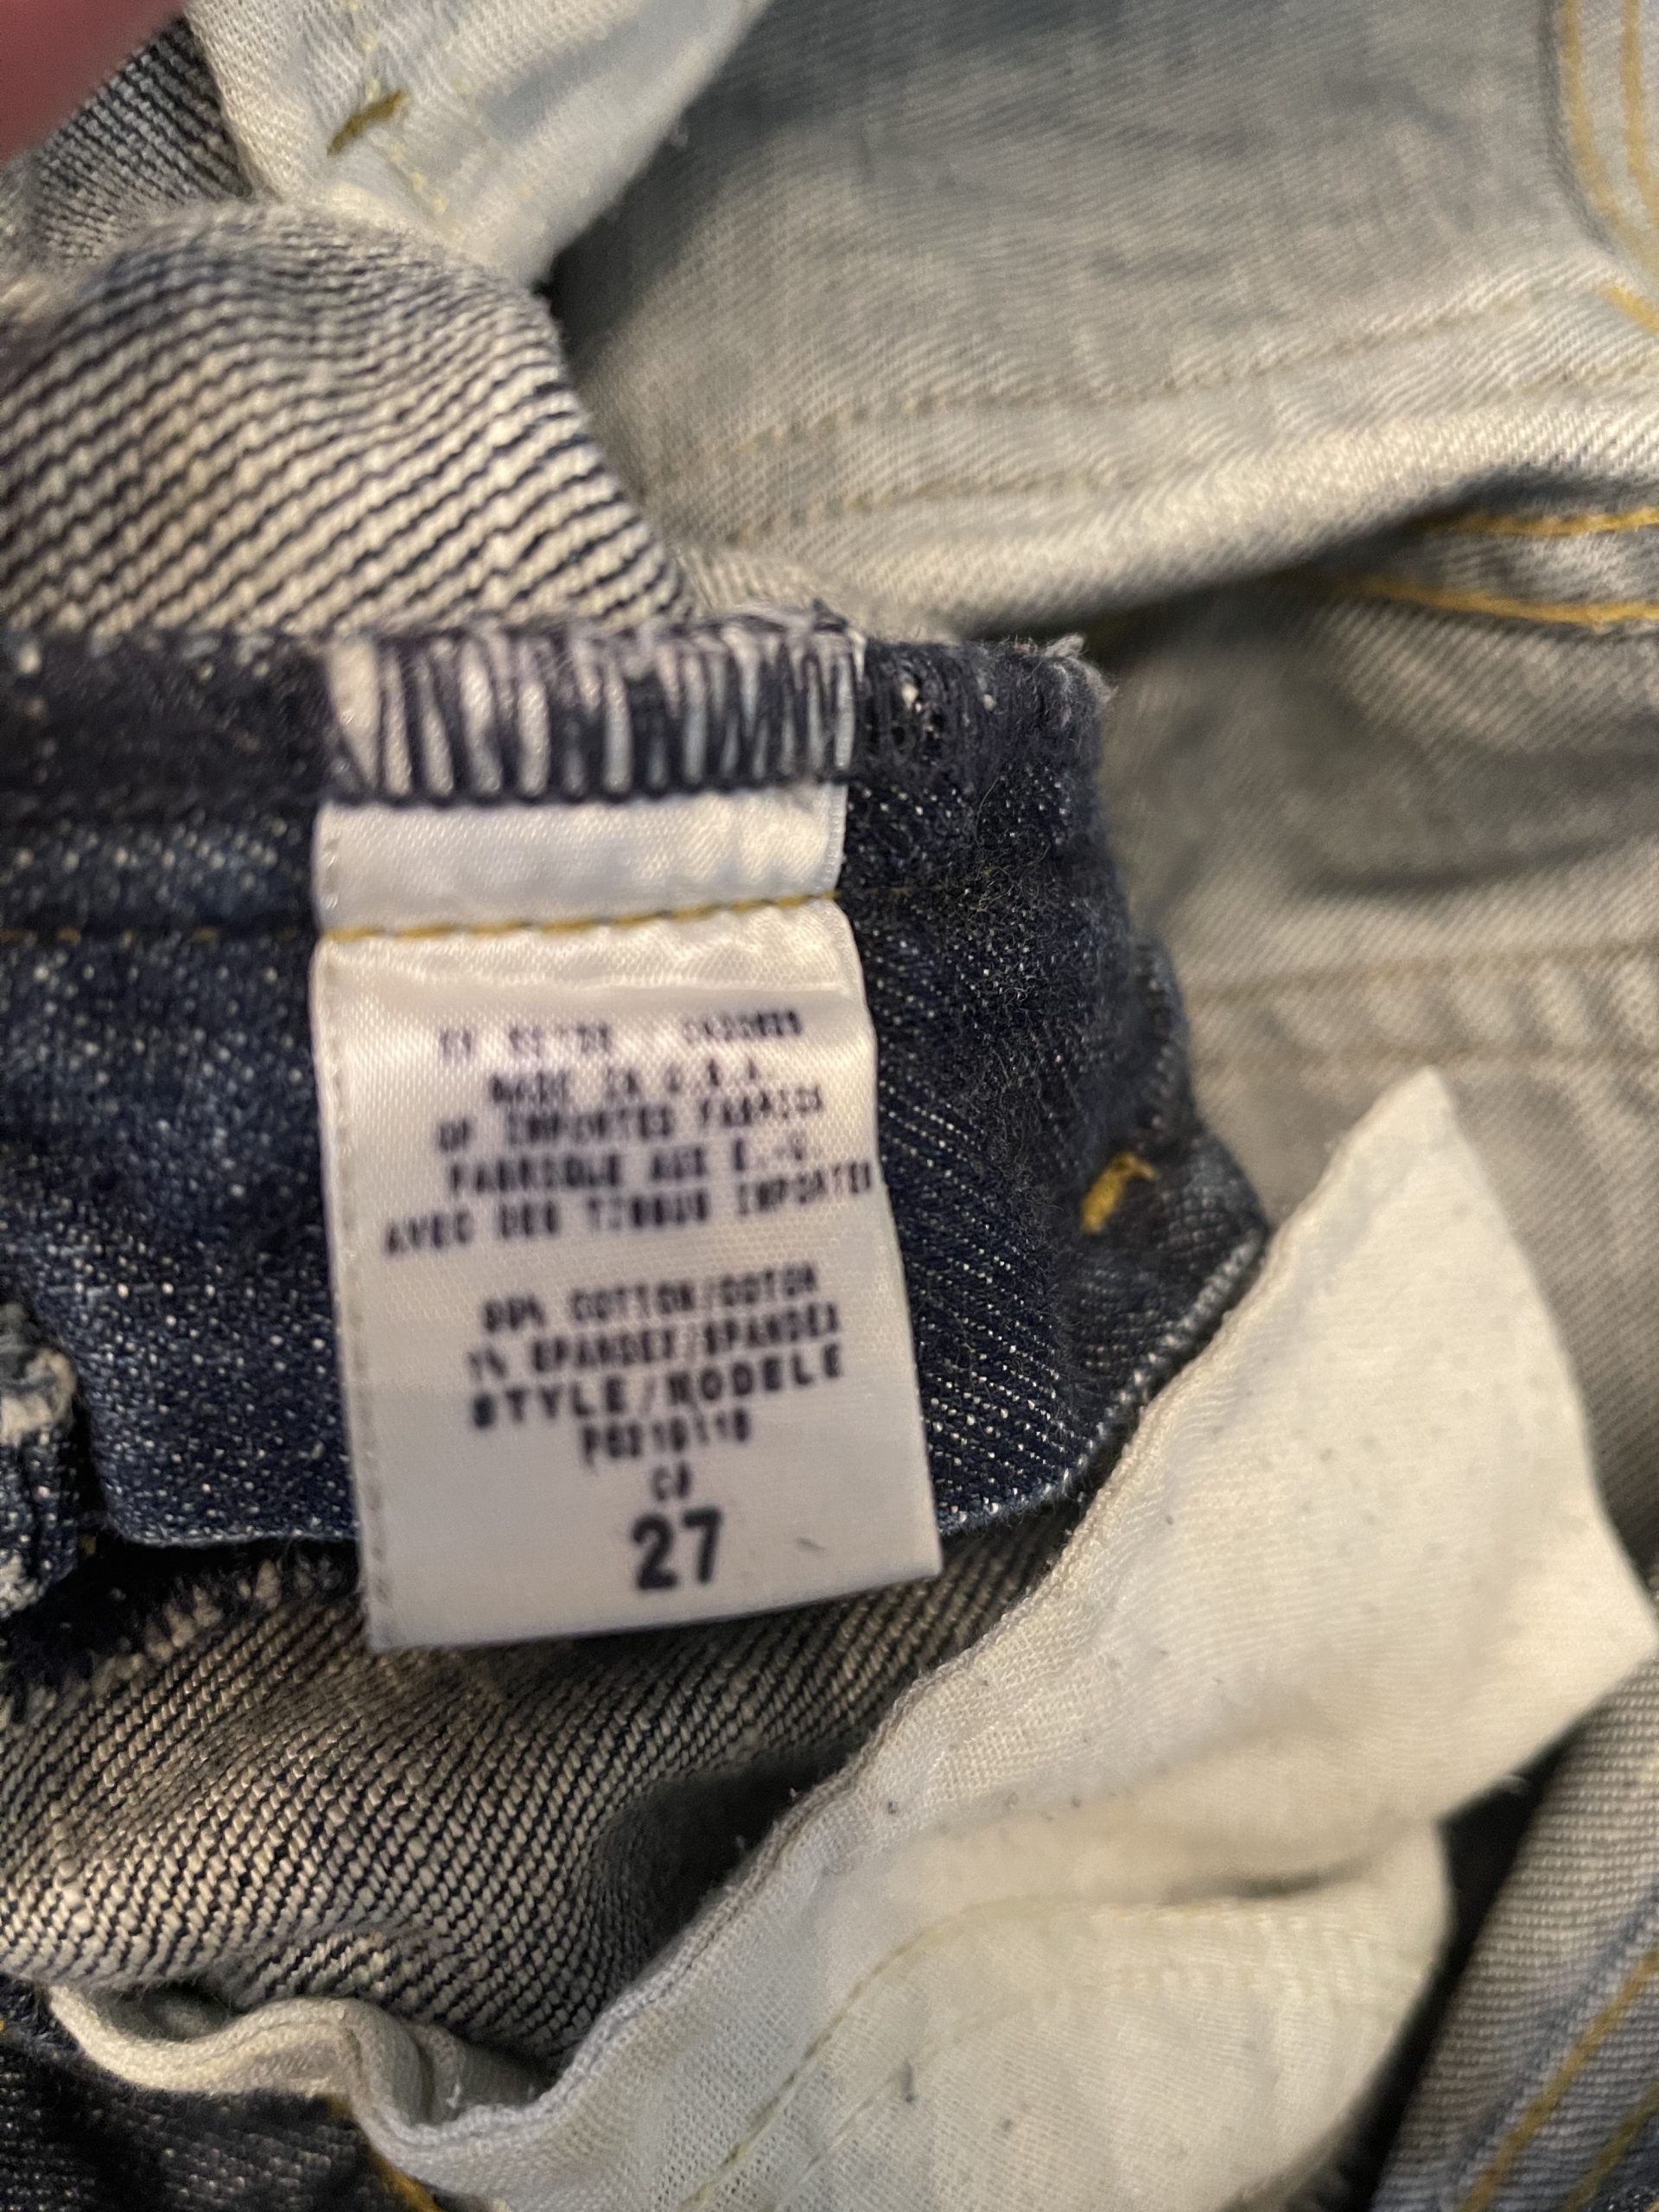 MADE IN U.S.A.
OF IMPORTED FABRICS
FABRIQUE AUX E.-U.
AVEC DES TISSUS IMPORTES
99% COTTON/COTON
1% SPANDEX/SPANDEX
STYLE/MODELE
27